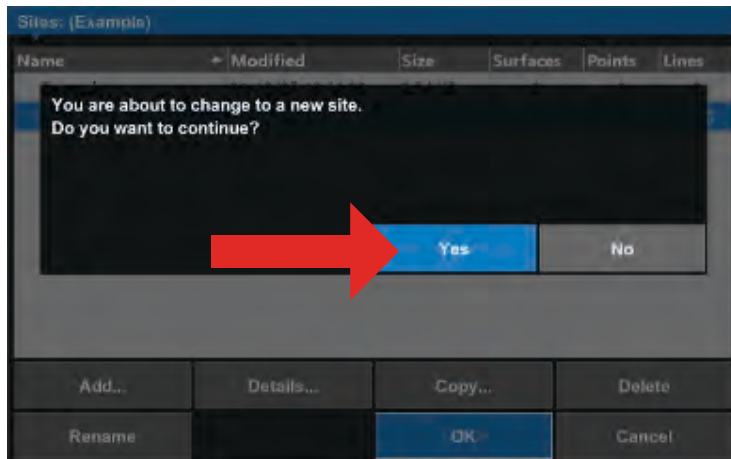 Sites: (Example)
Name Modified Size Surfaces Points Lines
You are about to change to a new site.
Do you want to continue?
Yes No
Add... Details... Copy... Delete
Rename OK Cancel